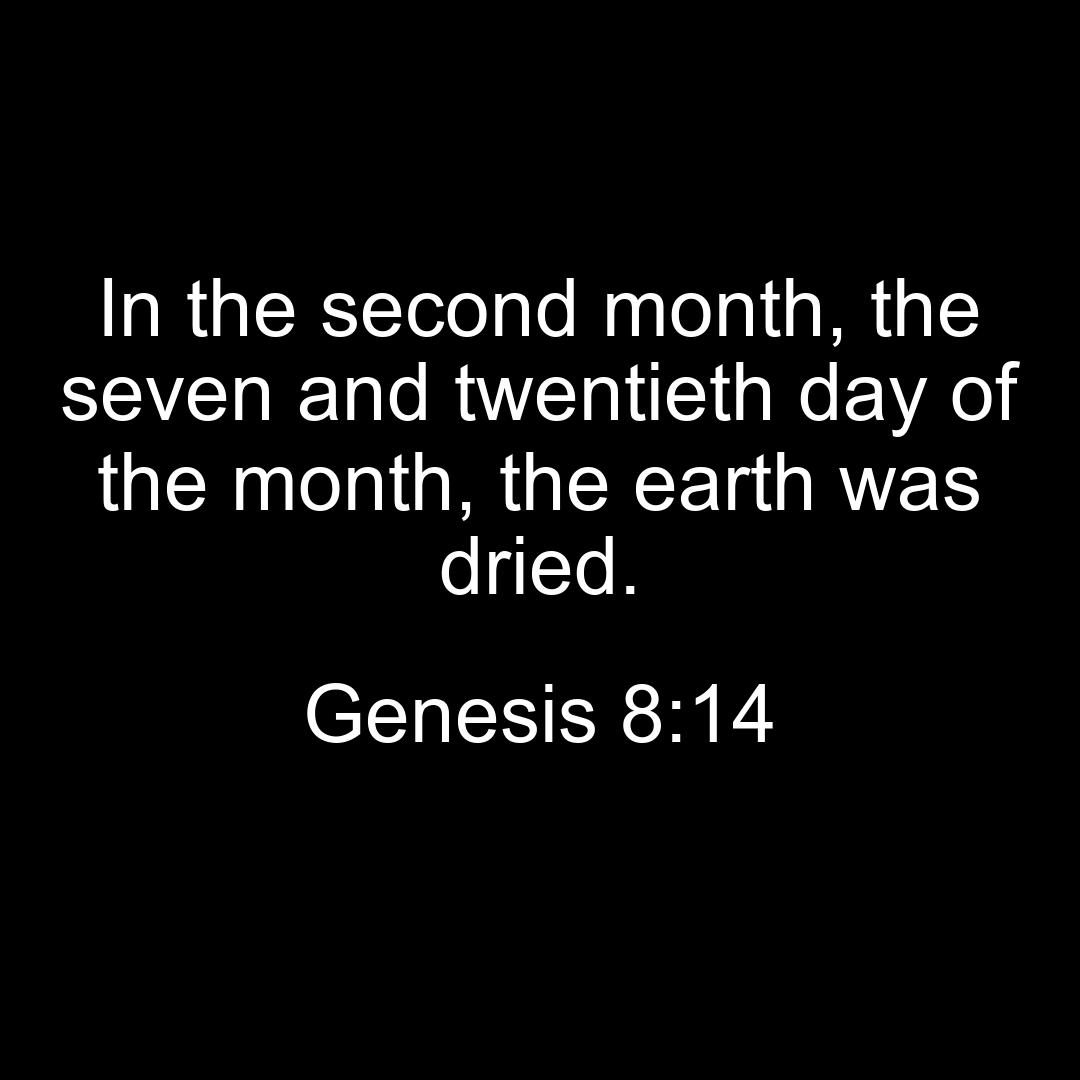 In the second month, the
seven and twentieth day of
the month, the earth was
dried.
Genesis 8:14